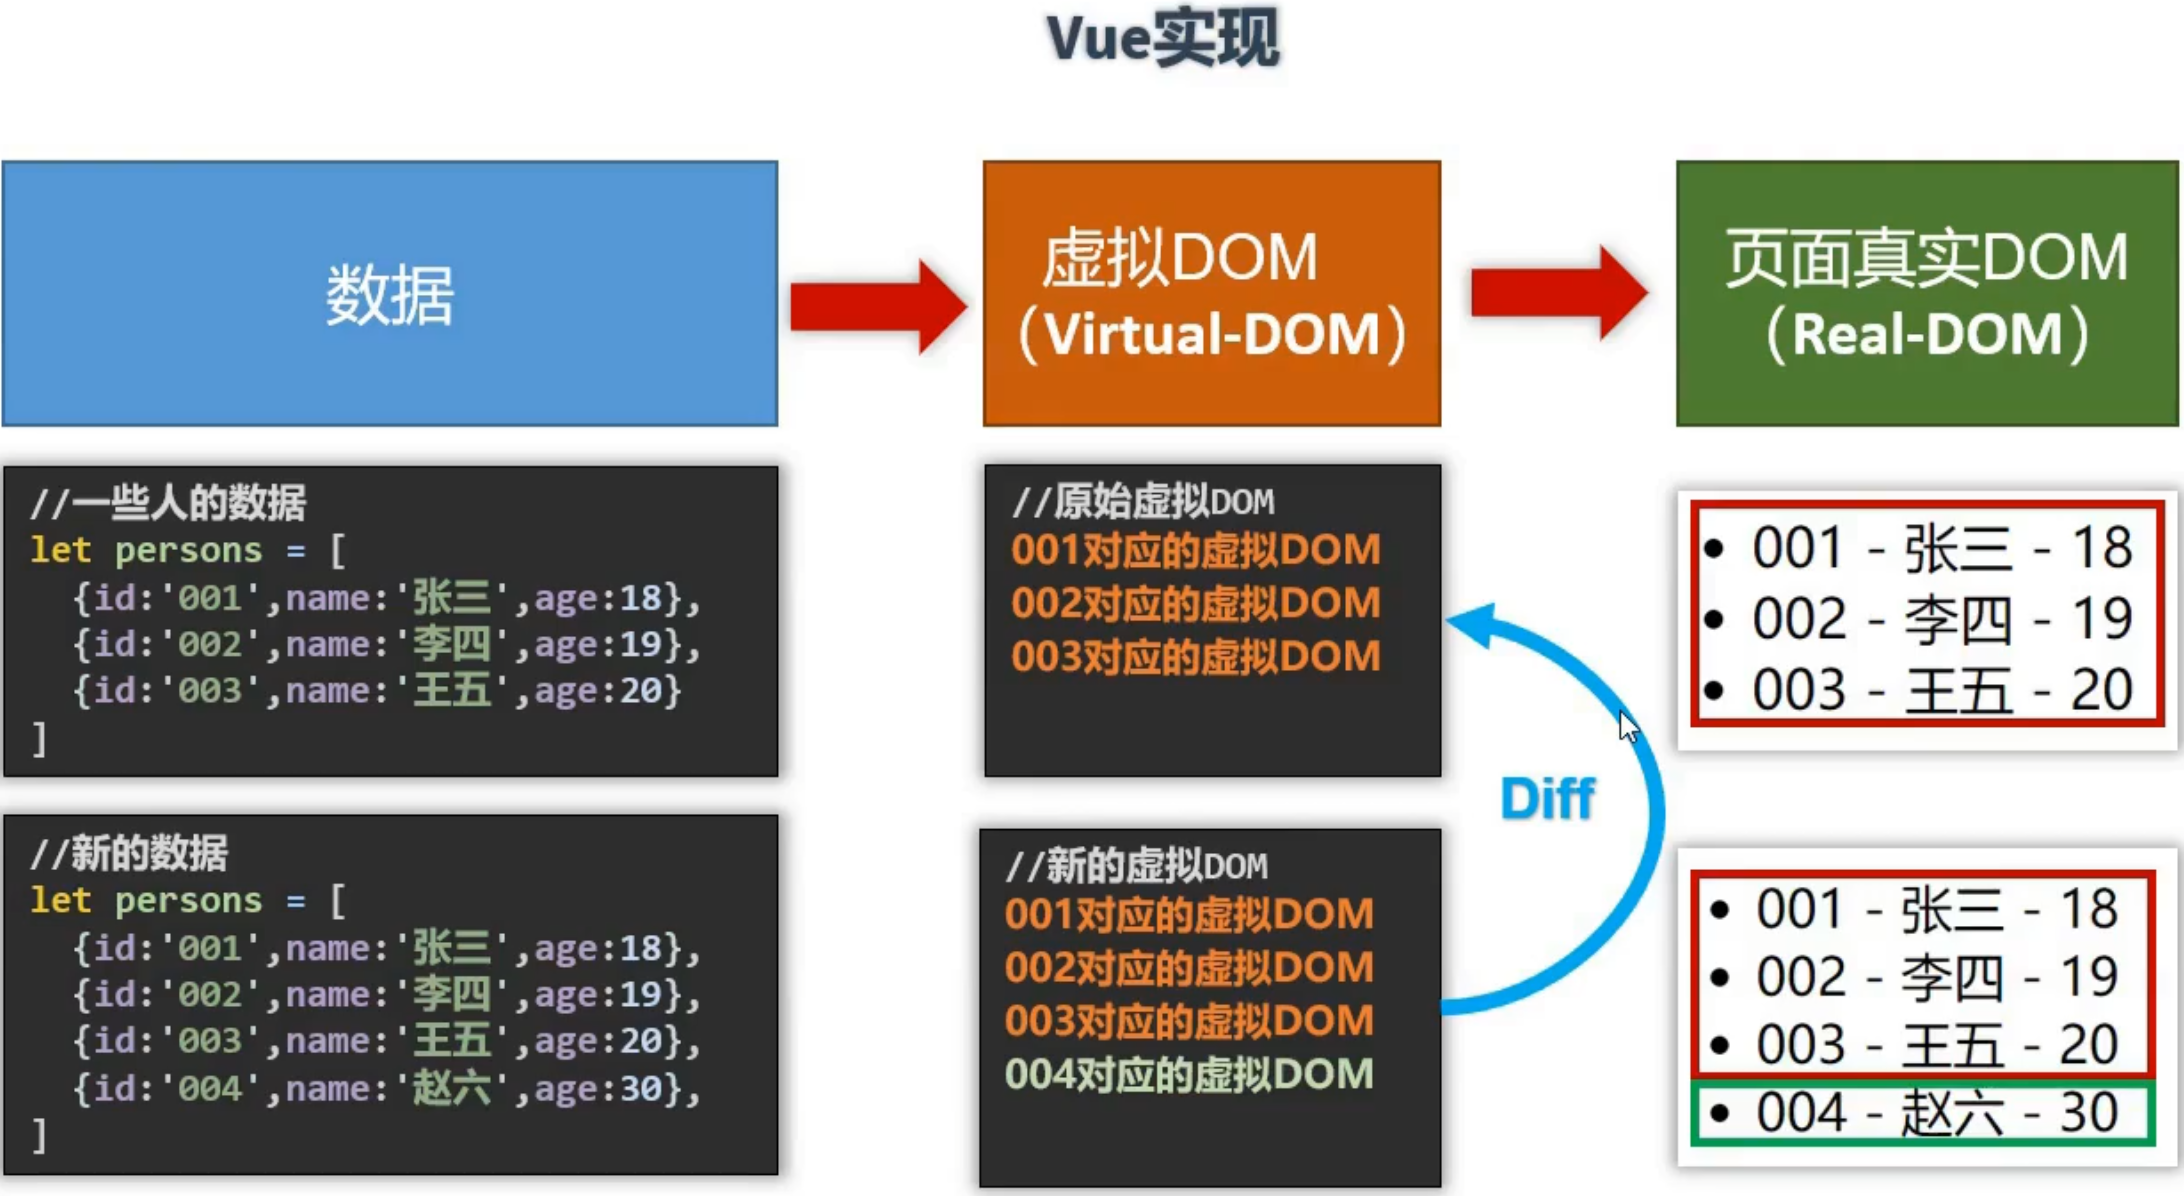 Vue实现
数据
虚拟DOM
（Virtual-DOM）
页面真实DOM
（Real-DOM）
//一些人的数据
let persons = [
{id:'001',name:'张三',age:18},
{id:'002',name:'李四',age:19},
{id:'003',name:'王五',age:20}
]
//原始虚拟DOM
001对应的虚拟DOM
002对应的虚拟DOM
003对应的虚拟DOM
• 001 - 张三 - 18
• 002 - 李四 - 19
• 003 - 王五 - 20
Diff
//新的数据
let persons = [
{id:'001',name:'张三',age:18},
{id:'002',name:'李四',age:19},
{id:'003',name:'王五',age:20},
{id:'004',name:'赵六',age:30},
]
//新的虚拟DOM
001对应的虚拟DOM
002对应的虚拟DOM
003对应的虚拟DOM
004对应的虚拟DOM
• 001 - 张三 - 18
• 002 - 李四 - 19
• 003 - 王五 - 20
• 004 - 赵六 - 30